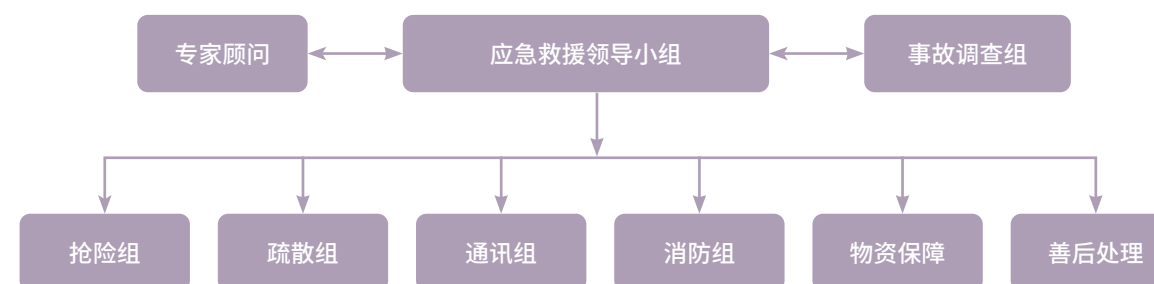 专家顾问
应急救援领导小组
事故调查组
抢险组
疏散组
通讯组
消防组
物资保障
善后处理